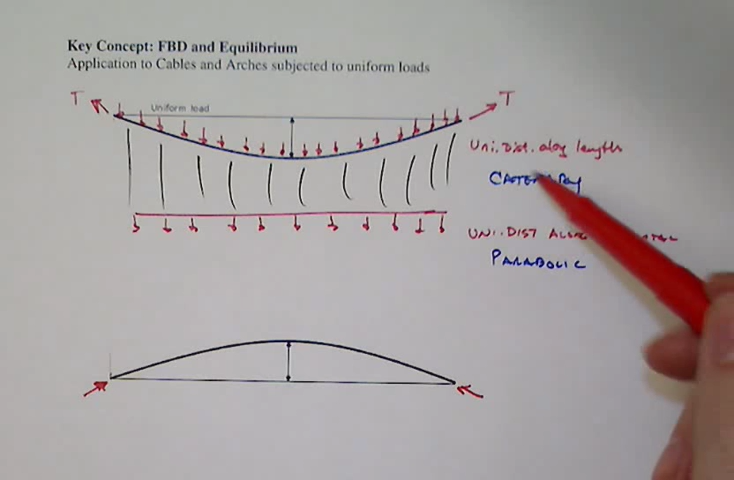 Key Concept: FBD and Equilibrium
Application to Cables and Arches subjected to uniform loads
T
Uniform load
T
Uni. Dist. along length
UNI. DIST
PARABOLIC